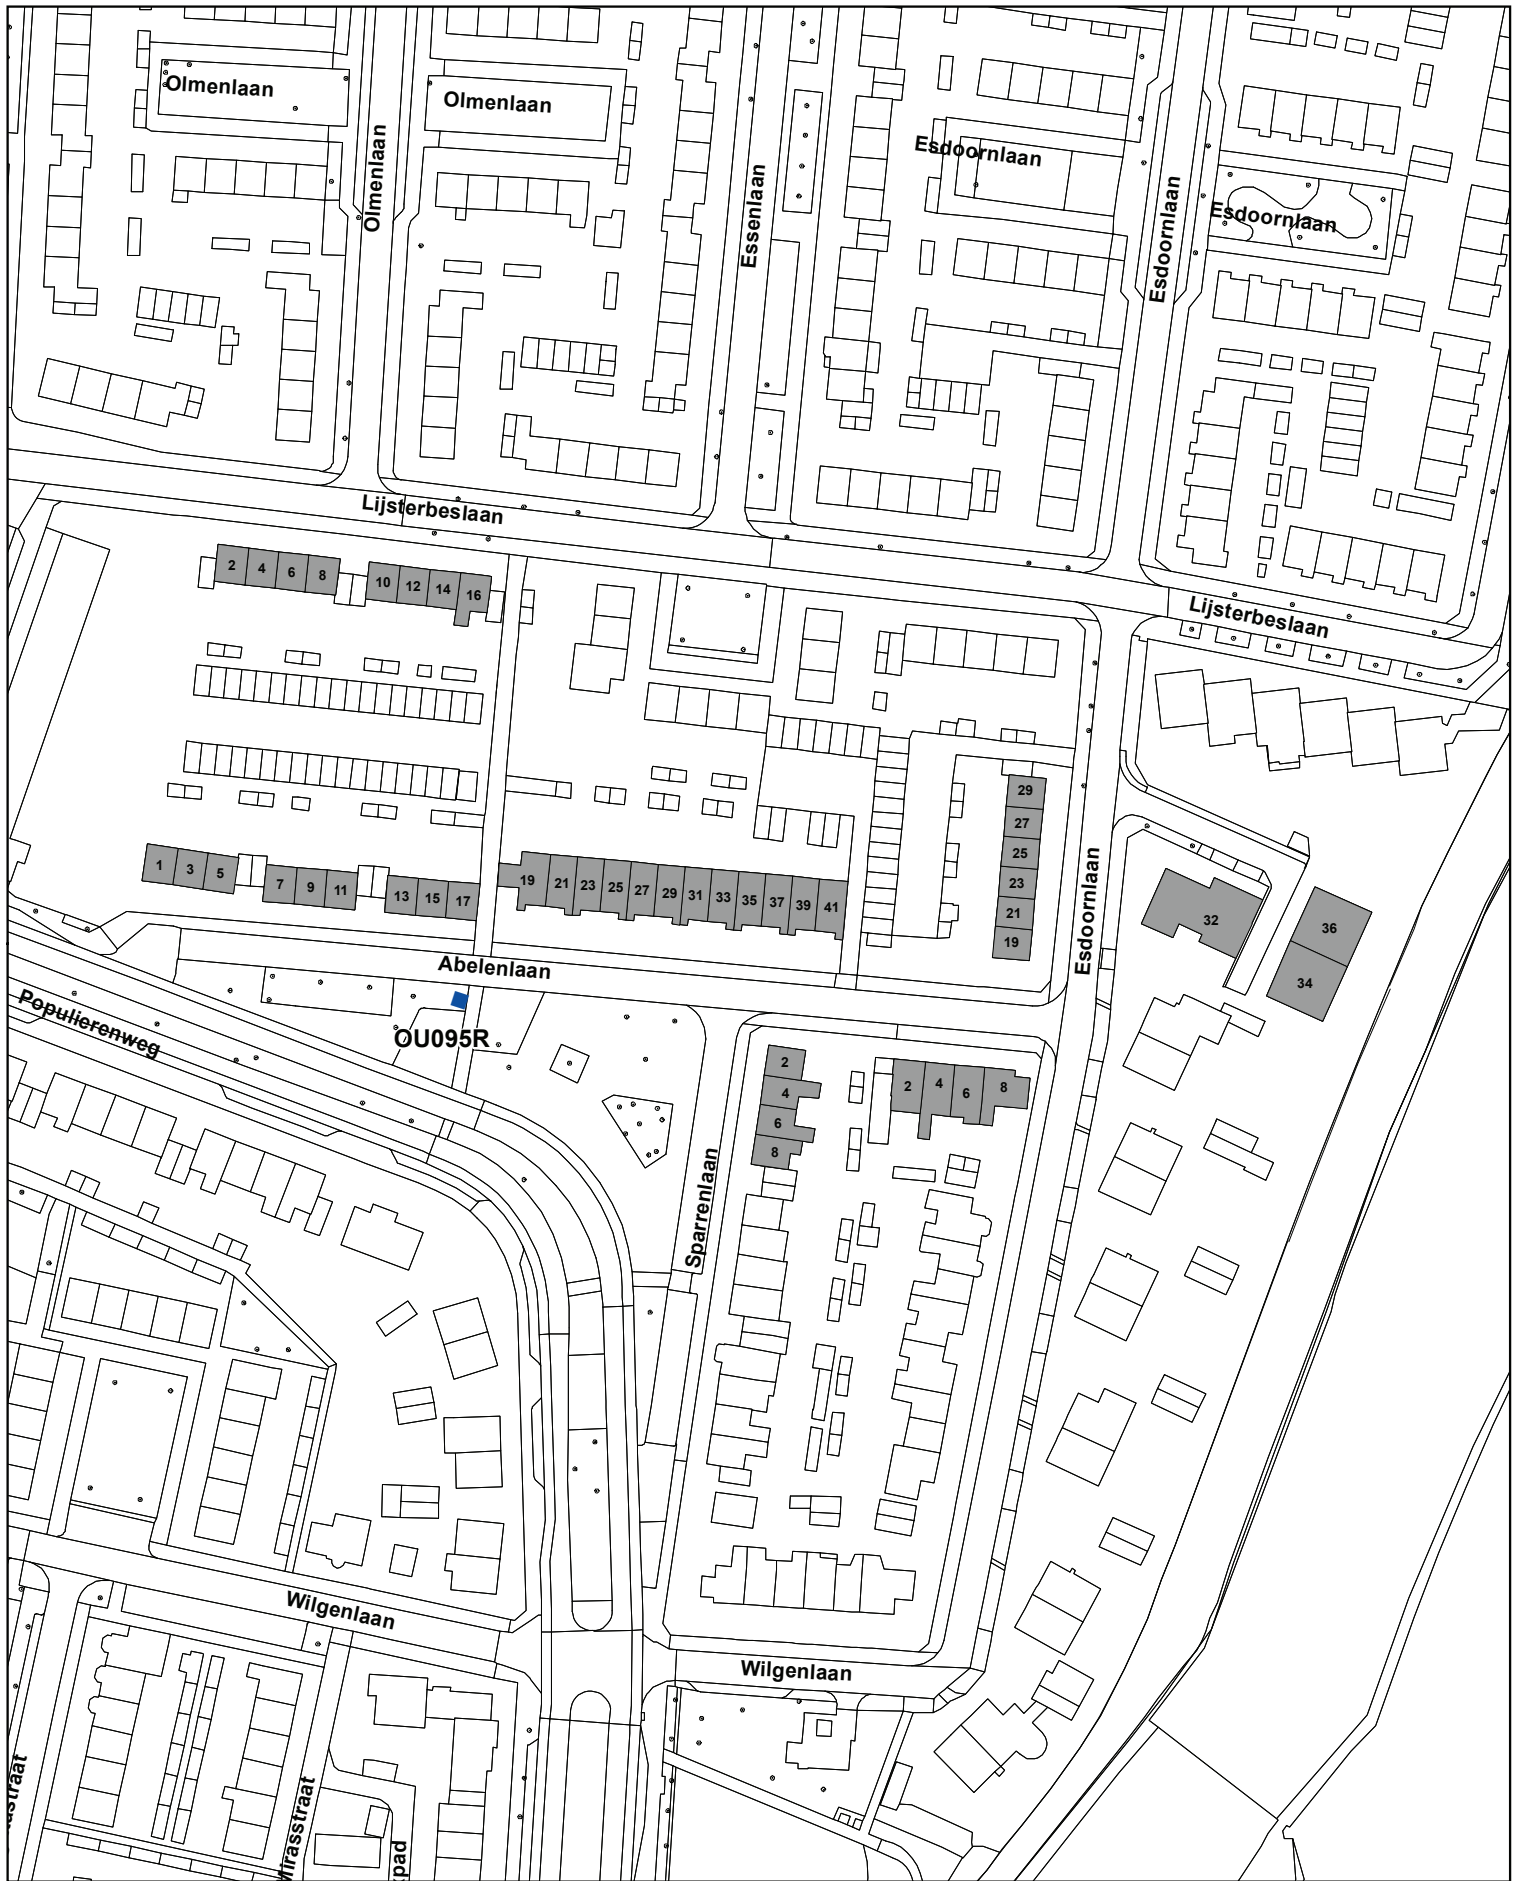 Olmenlaan
Olmenlaan
Olmenlaan
Essenlaan
Esdoornlaan
Esdoornlaan
Esdoornlaan
Lijsterbeslaan
Lijsterbeslaan
2 4 6 8
10 12 14 16
29
27
25
23
21
19
1 3 5
7 9 11
13 15 17
19 21 23 25 27 29 31 33 35 37 39 41
Esdoornlaan
32
36
34
Abelenlaan
Populierenweg
OU095R
2
4
6
8
2 4 6 8
Sparrenlaan
Wilgenlaan
Wilgenlaan
Mirasstraat